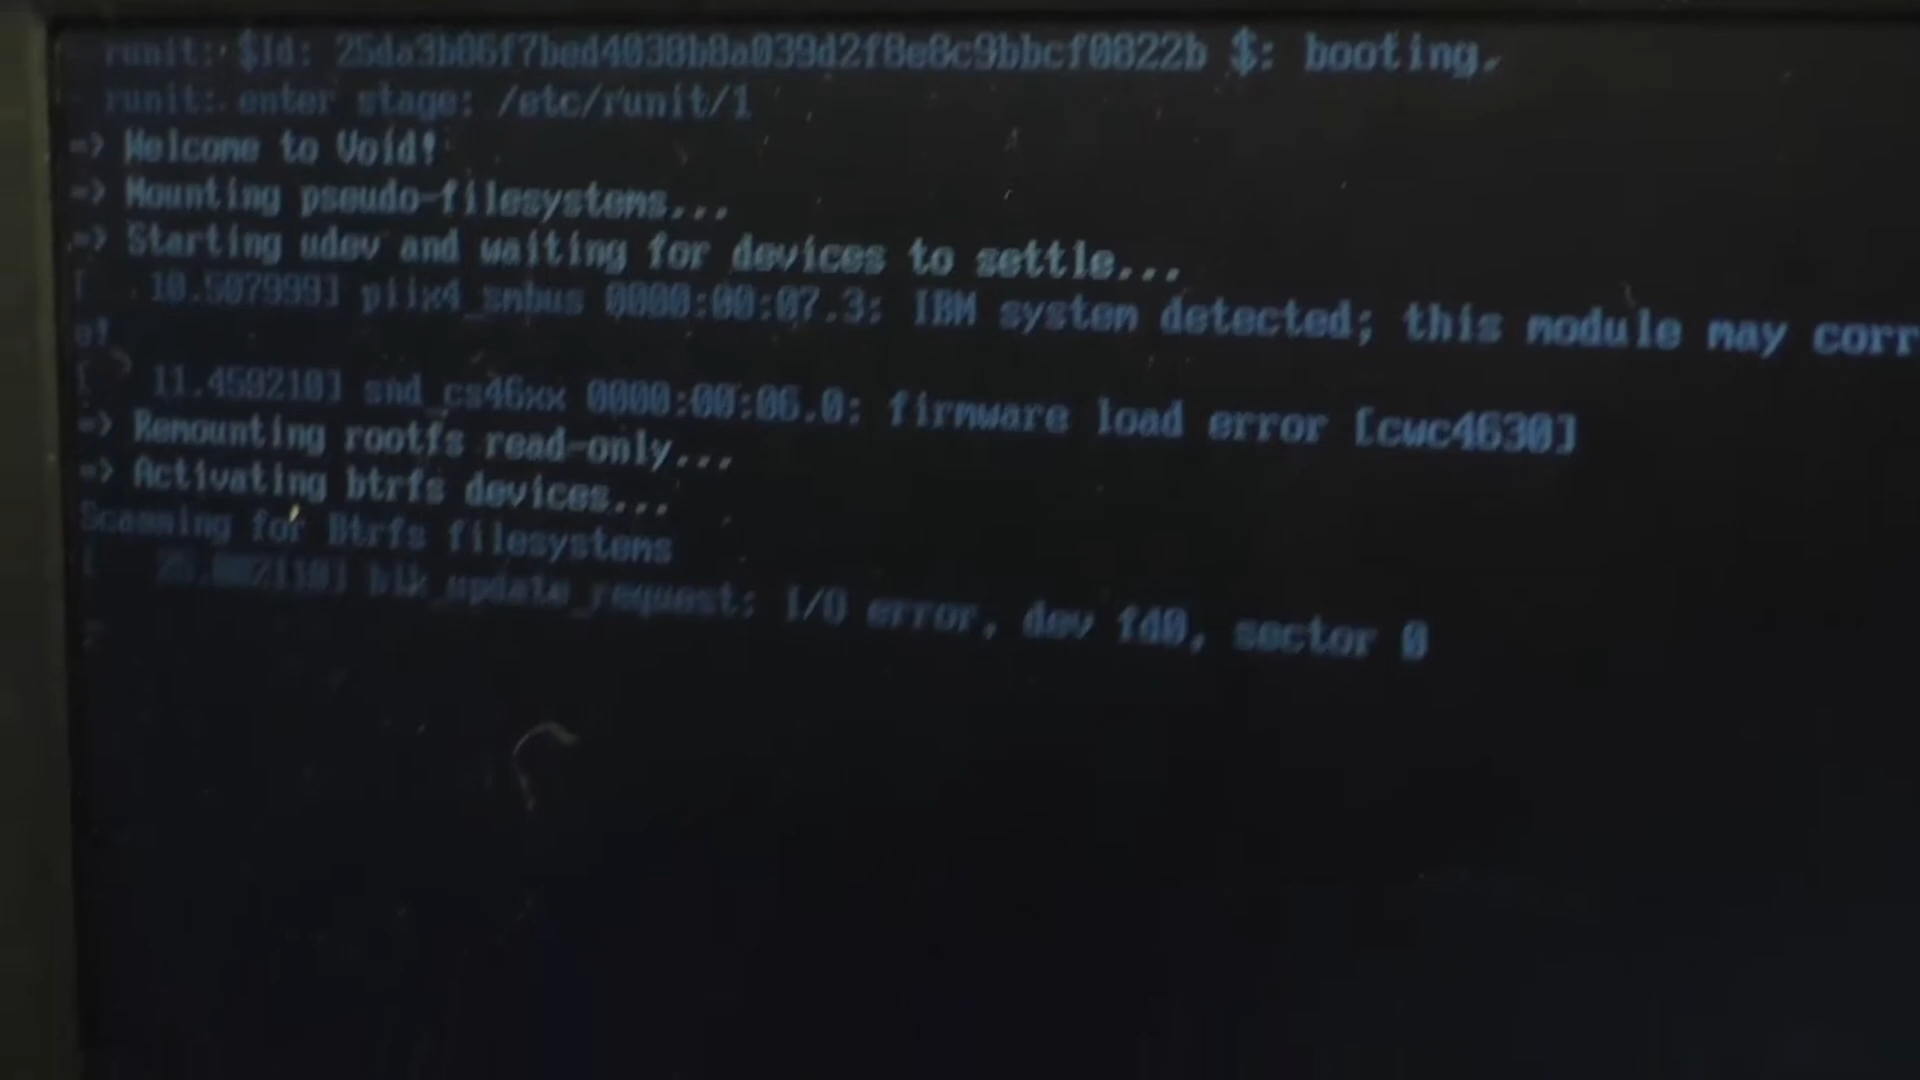 runit: $Id: 25da3b06f7bed4038b8a039d2f8e8c9bbcf0822b $: booting.
runit: enter stage: /etc/runit/1
=> Welcome to Void!
=> Mounting pseudo-filesystems...
=> Starting udev and waiting for devices to settle...
[ 10.507999] piix4_smbus 0000:00:07.3: IBM system detected; this module may corr
e!
[ 11.459210] snd_cs46xx 0000:00:06.0: firmware load error [cwc4630]
=> Remounting rootfs read-only...
=> Activating btrfs devices...
Scanning for Btrfs filesystems
[ blk_update_request: I/O error, dev fd0, sector 0